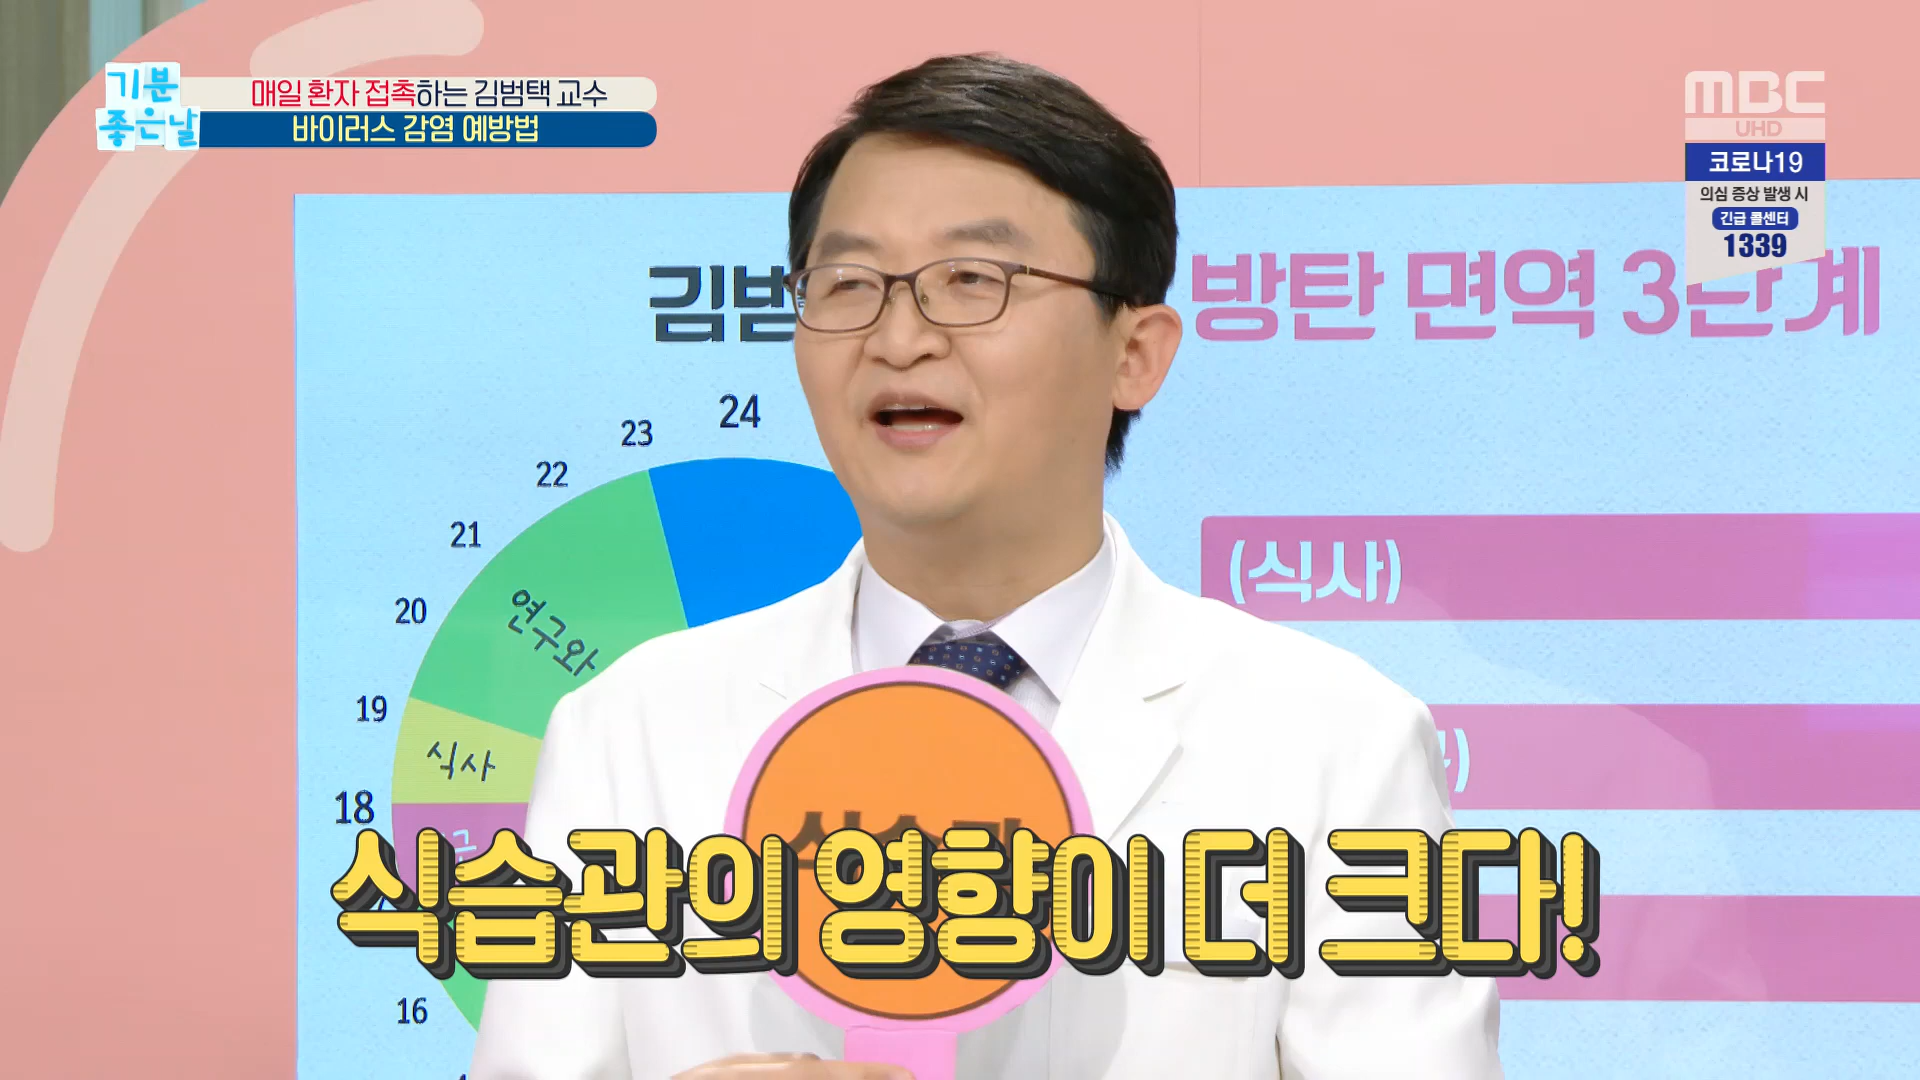 기분
좋은날
매일 환자 접촉하는 김범택 교수
바이러스 감염 예방법
MBC
UHD
코로나19
의심 증상 발생 시
긴급 콜센터
1339
방탄 면역 3단계
24
23
22
21
20
19
18
16
연구와
식사
(식사)
식습관의 영향이 더 크다!